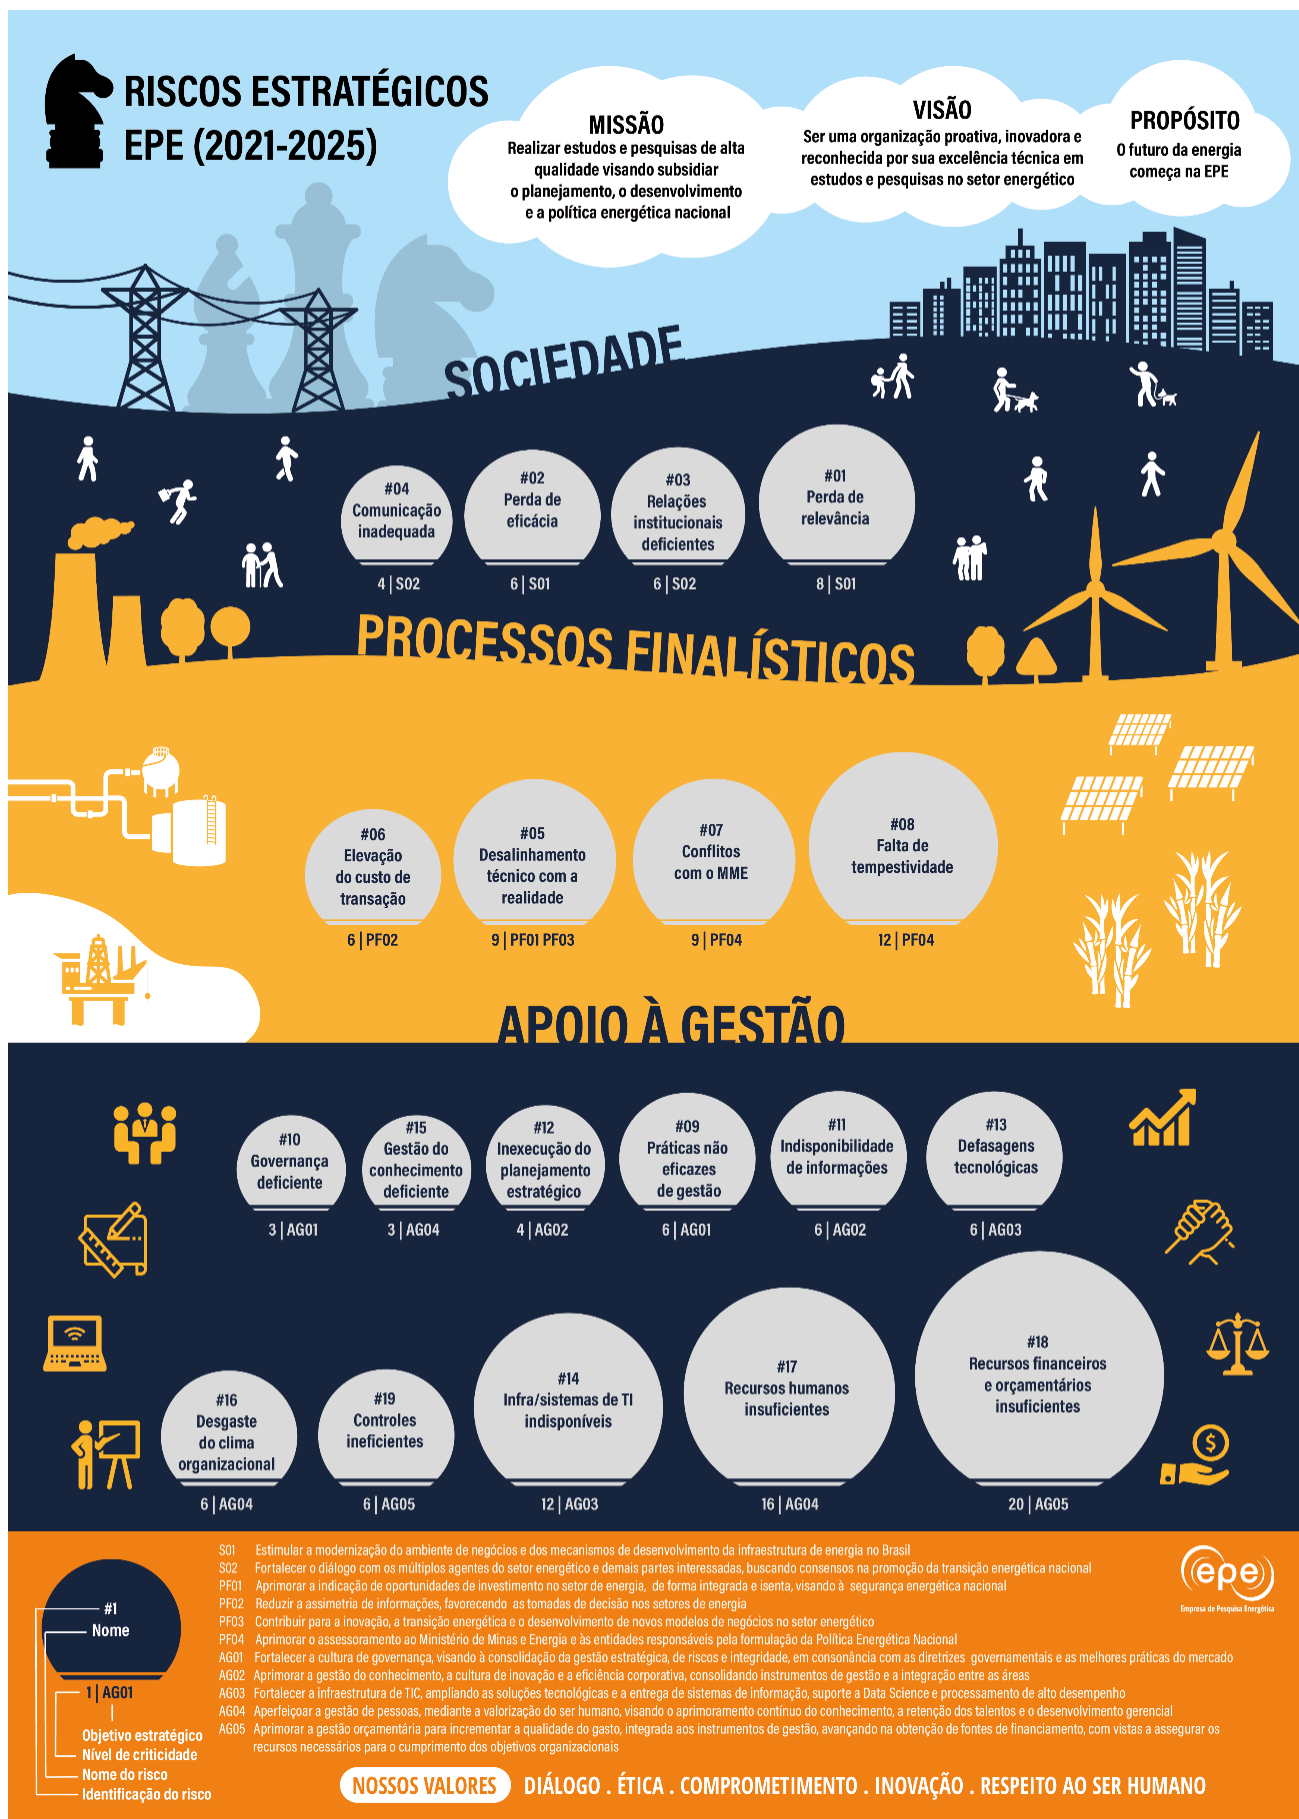 RISCOS ESTRATÉGICOS
EPE (2021-2025)
MISSÃO
Realizar estudos e pesquisas de alta
qualidade visando subsidiar
o planejamento, o desenvolvimento
e a política energética nacional
VISÃO
Ser uma organização proativa, inovadora e
reconhecida por sua excelência técnica em
estudos e pesquisas no setor energético
PROPÓSITO
O futuro da energia
começa na EPE
SOCIEDADE
#04
Comunicação
inadequada
4 | S02
#02
Perda de
eficácia
6 | S01
#03
Relações
institucionais
deficientes
6 | S02
#01
Perda de
relevância
8 | S01
PROCESSOS FINALÍSTICOS
#06
Elevação
do custo de
transação
6 | PF02
#05
Desalinhamento
técnico com a
realidade
9 | PF01 PF03
#07
Conflitos
com o MME
9 | PF04
#08
Falta de
tempestividade
12 | PF04
APOIO À GESTÃO
#10
Governança
deficiente
3 | AG01
#15
Gestão do
conhecimento
deficiente
3 | AG04
#12
Inexecução do
planejamento
estratégico
4 | AG02
#09
Práticas não
eficazes
de gestão
6 | AG01
#11
Indisponibilidade
de informações
6 | AG02
#13
Defasagens
tecnológicas
6 | AG03
#16
Desgaste
do clima
organizacional
6 | AG04
#19
Controles
ineficientes
6 | AG05
#14
Infra/sistemas de TI
indisponíveis
12 | AG03
#17
Recursos humanos
insuficientes
16 | AG04
#18
Recursos financeiros
e orçamentários
insuficientes
20 | AG05
#1
Nome
1 | AG01
Objetivo estratégico
Nível de criticidade
Nome do risco
Identificação do risco
S01 Estimular a modernização do ambiente de negócios e dos mecanismos de desenvolvimento da infraestrutura de energia no Brasil
S02 Fortalecer o diálogo com os múltiplos agentes do setor energético e demais partes interessadas, buscando consensos na promoção da transição energética nacional
PF01 Aprimorar a indicação de oportunidades de investimento no setor de energia, de forma integrada e isenta, visando à segurança energética nacional
PF02 Reduzir a assimetria de informações, favorecendo as tomadas de decisão nos setores de energia
PF03 Contribuir para a inovação, a transição energética e o desenvolvimento de novos modelos de negócios no setor energético
PF04 Aprimorar o assessoramento ao Ministério de Minas e Energia e às entidades responsáveis pela formulação da Política Energética Nacional
AG01 Fortalecer a cultura de governança, visando à consolidação da gestão estratégica, de riscos e integridade, em consonância com as diretrizes governamentais e as melhores práticas do mercado
AG02 Aprimorar a gestão do conhecimento, a cultura de inovação e a eficiência corporativa, consolidando instrumentos de gestão e a integração entre as áreas
AG03 Fortalecer a infraestrutura de TIC, ampliando as soluções tecnológicas e a entrega de sistemas de informação, suporte a Data Science e processamento de alto desempenho
AG04 Aperfeiçoar a gestão de pessoas, mediante a valorização do ser humano, visando o aprimoramento contínuo do conhecimento, a retenção dos talentos e o desenvolvimento gerencial
AG05 Aprimorar a gestão orçamentária para incrementar a qualidade do gasto, integrada aos instrumentos de gestão, avançando na obtenção de fontes de financiamento, com vistas a assegurar os
recursos necessários para o cumprimento dos objetivos organizacionais
epe
Empresa de Pesquisa Energética
NOSSOS VALORES DIÁLOGO . ÉTICA . COMPROMETIMENTO . INOVAÇÃO . RESPEITO AO SER HUMANO